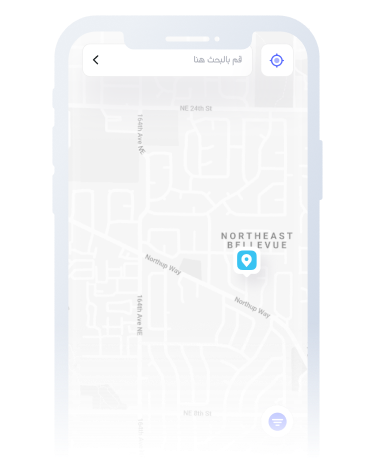 قم بالبحث هنا
NE 24th St
164th Ave NE
NORTHEAST
BELLEVUE
Northup Way
Northup Way
164th Ave NE
NE 8th St